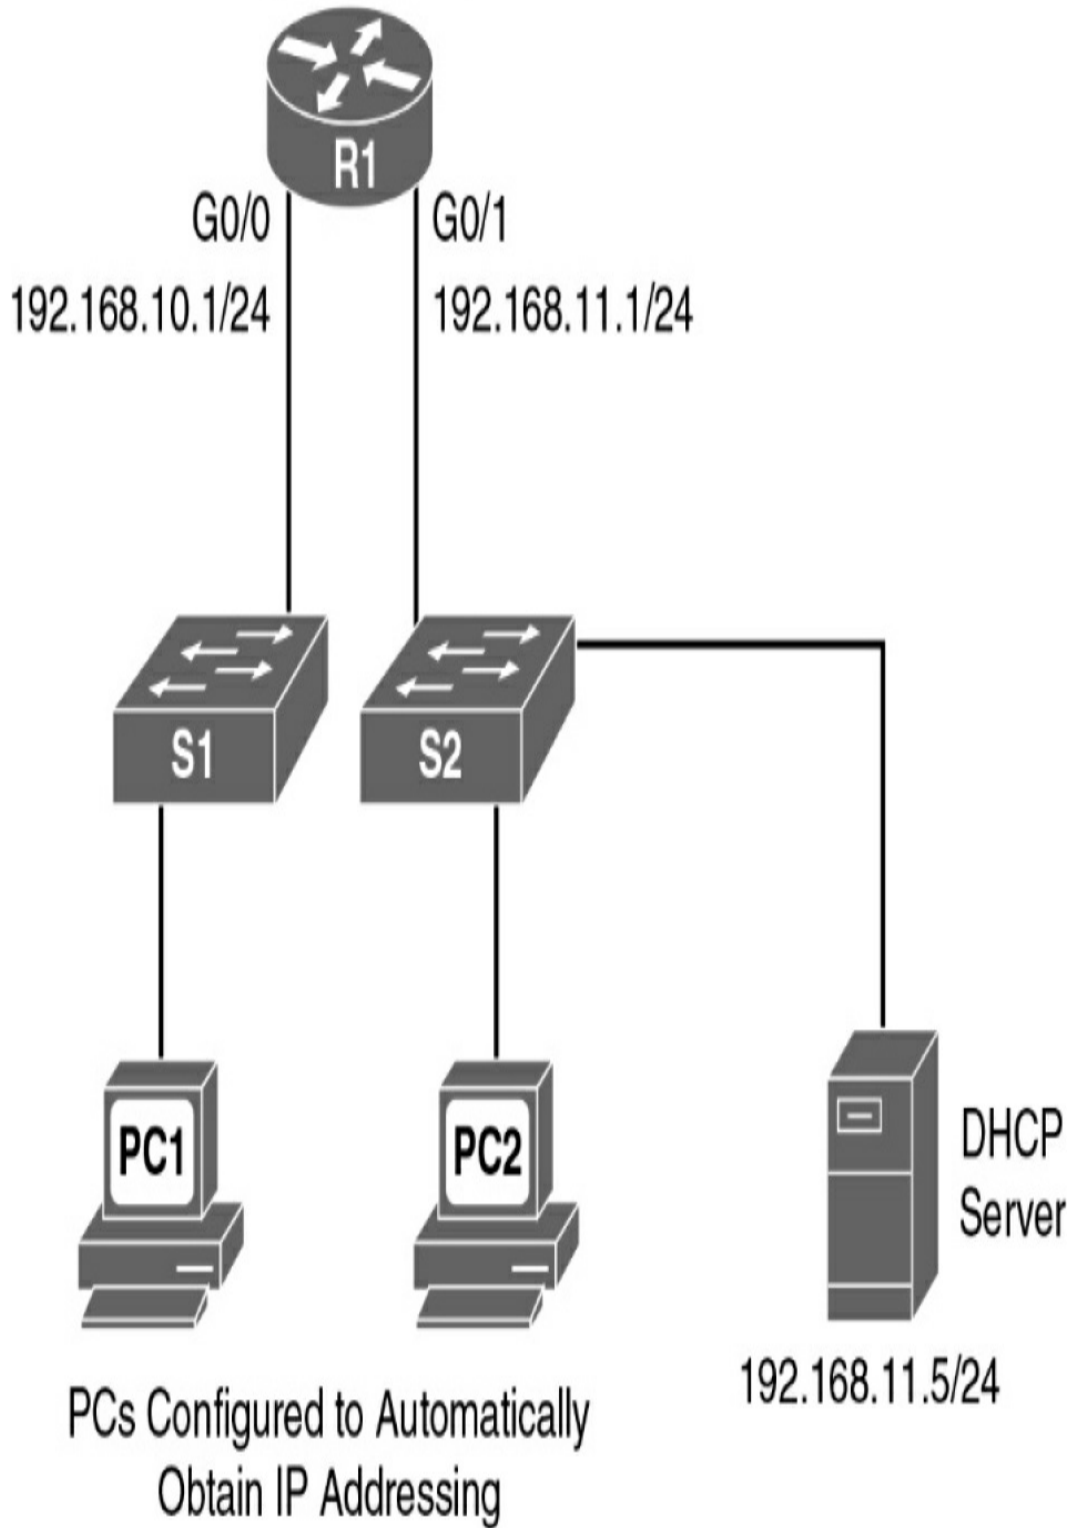 R1
G0/0
G0/1
192.168.10.1/24
192.168.11.1/24
S1
S2
PC1
PC2
DHCP
Server
192.168.11.5/24
PCs Configured to Automatically
Obtain IP Addressing